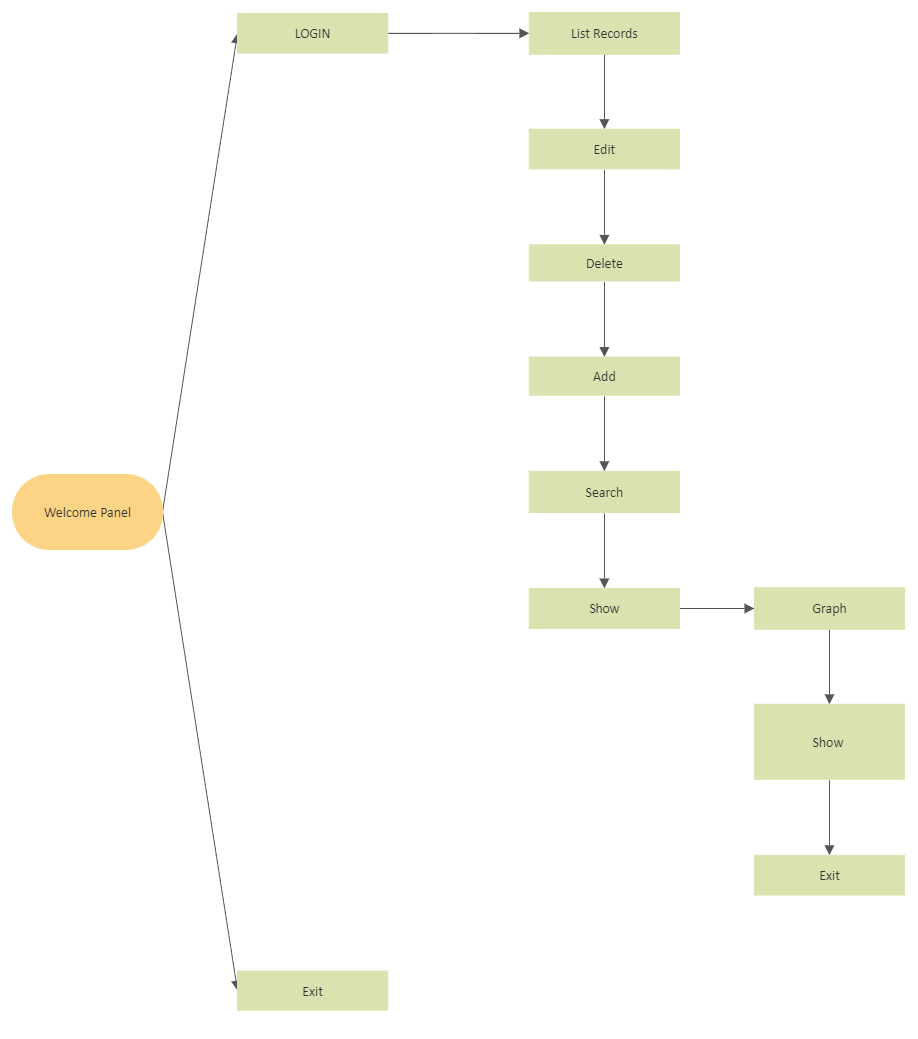 LOGIN
List Records
Edit
Delete
Add
Search
Welcome Panel
Show
Graph
Show
Exit
Exit